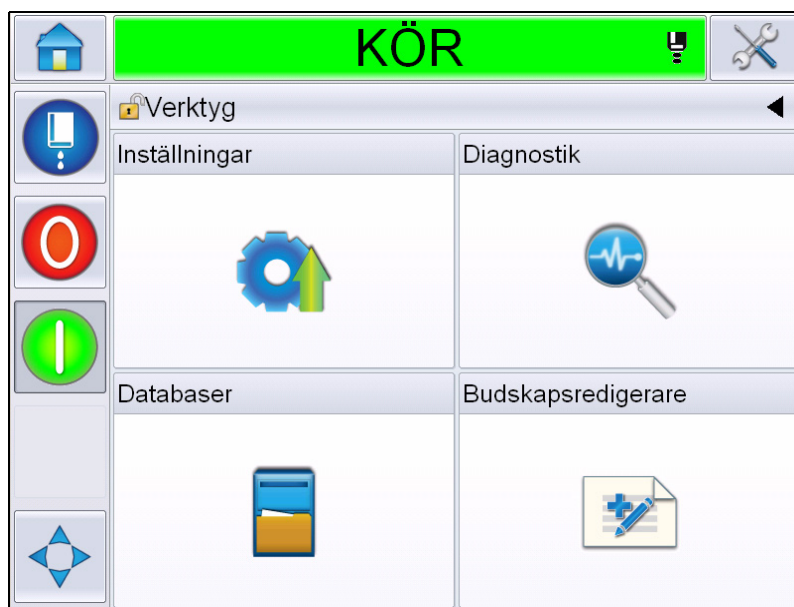 KÖR
Verktyg
Inställningar
Diagnostik
Databaser
Budskapsredigerare